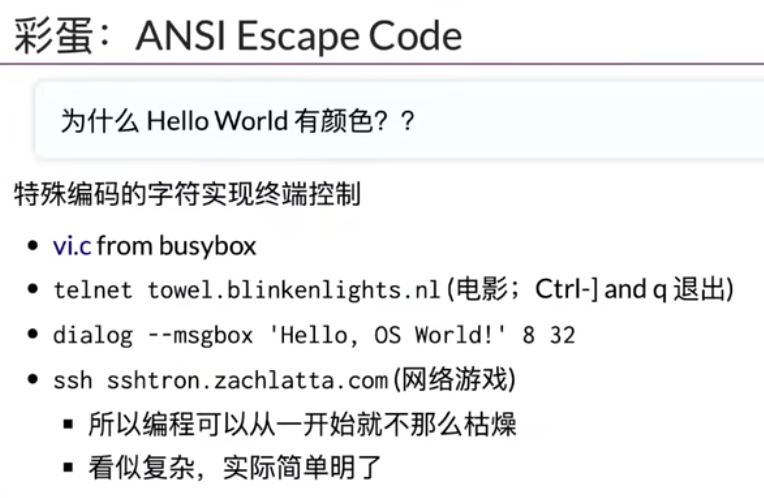 彩蛋：ANSI Escape Code
为什么 Hello World 有颜色？？
特殊编码的字符实现终端控制
• vi.c from busybox
• telnet towel.blinkenlights.nl (电影；Ctrl-] and q 退出)
• dialog --msgbox 'Hello, OS World!' 8 32
• ssh sshtron.zachlatta.com (网络游戏)
▪ 所以编程可以从一开始就不那么枯燥
▪ 看似复杂，实际简单明了